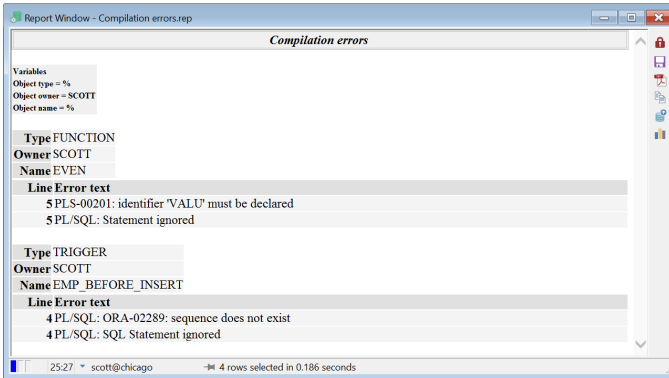 Report Window - Compilation errors.rep
Compilation errors
Variables
Object type = %
Object owner = SCOTT
Object name = %
Type FUNCTION
Owner SCOTT
Name EVEN
Line Error text
5 PLS-00201: identifier 'VALU' must be declared
5 PL/SQL: Statement ignored
Type TRIGGER
Owner SCOTT
Name EMP_BEFORE_INSERT
Line Error text
4 PL/SQL: ORA-02289: sequence does not exist
4 PL/SQL: SQL Statement ignored
25:27 scott@chicago 4 rows selected in 0.186 seconds